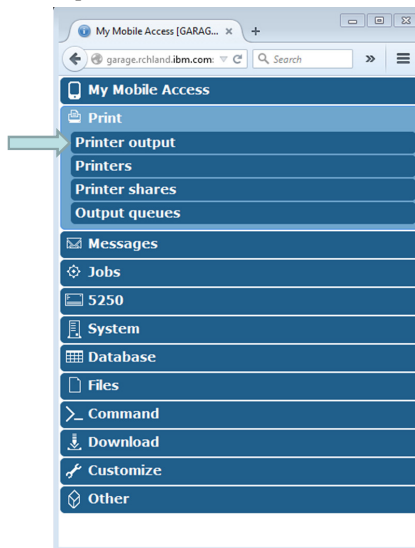 My Mobile Access [GARAG...
garage.rchland.ibm.com:
Search
My Mobile Access
Print
Printer output
Printers
Printer shares
Output queues
Messages
Jobs
5250
System
Database
Files
Command
Download
Customize
Other